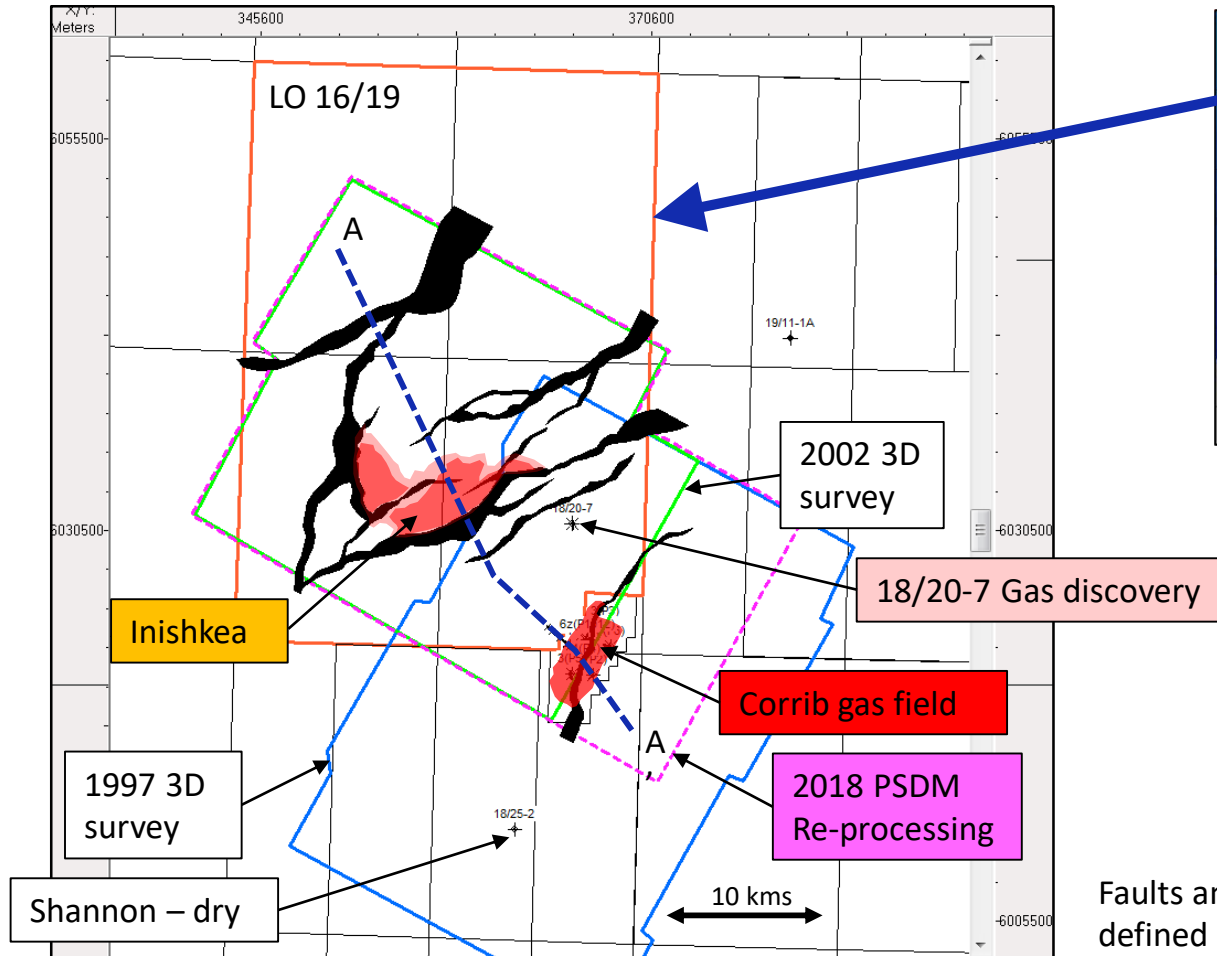 X/Y:
Meters
345600
370600
LO 16/19
6055500
A
19/11-1A
2002 3D
survey
18/20-7
6030500
6030500
18/20-7 Gas discovery
Inishkea
Corrib gas field
A
1997 3D
survey
2018 PSDM
Re-processing
18/25-2
Shannon – dry
10 kms
6005500
Faults
defined